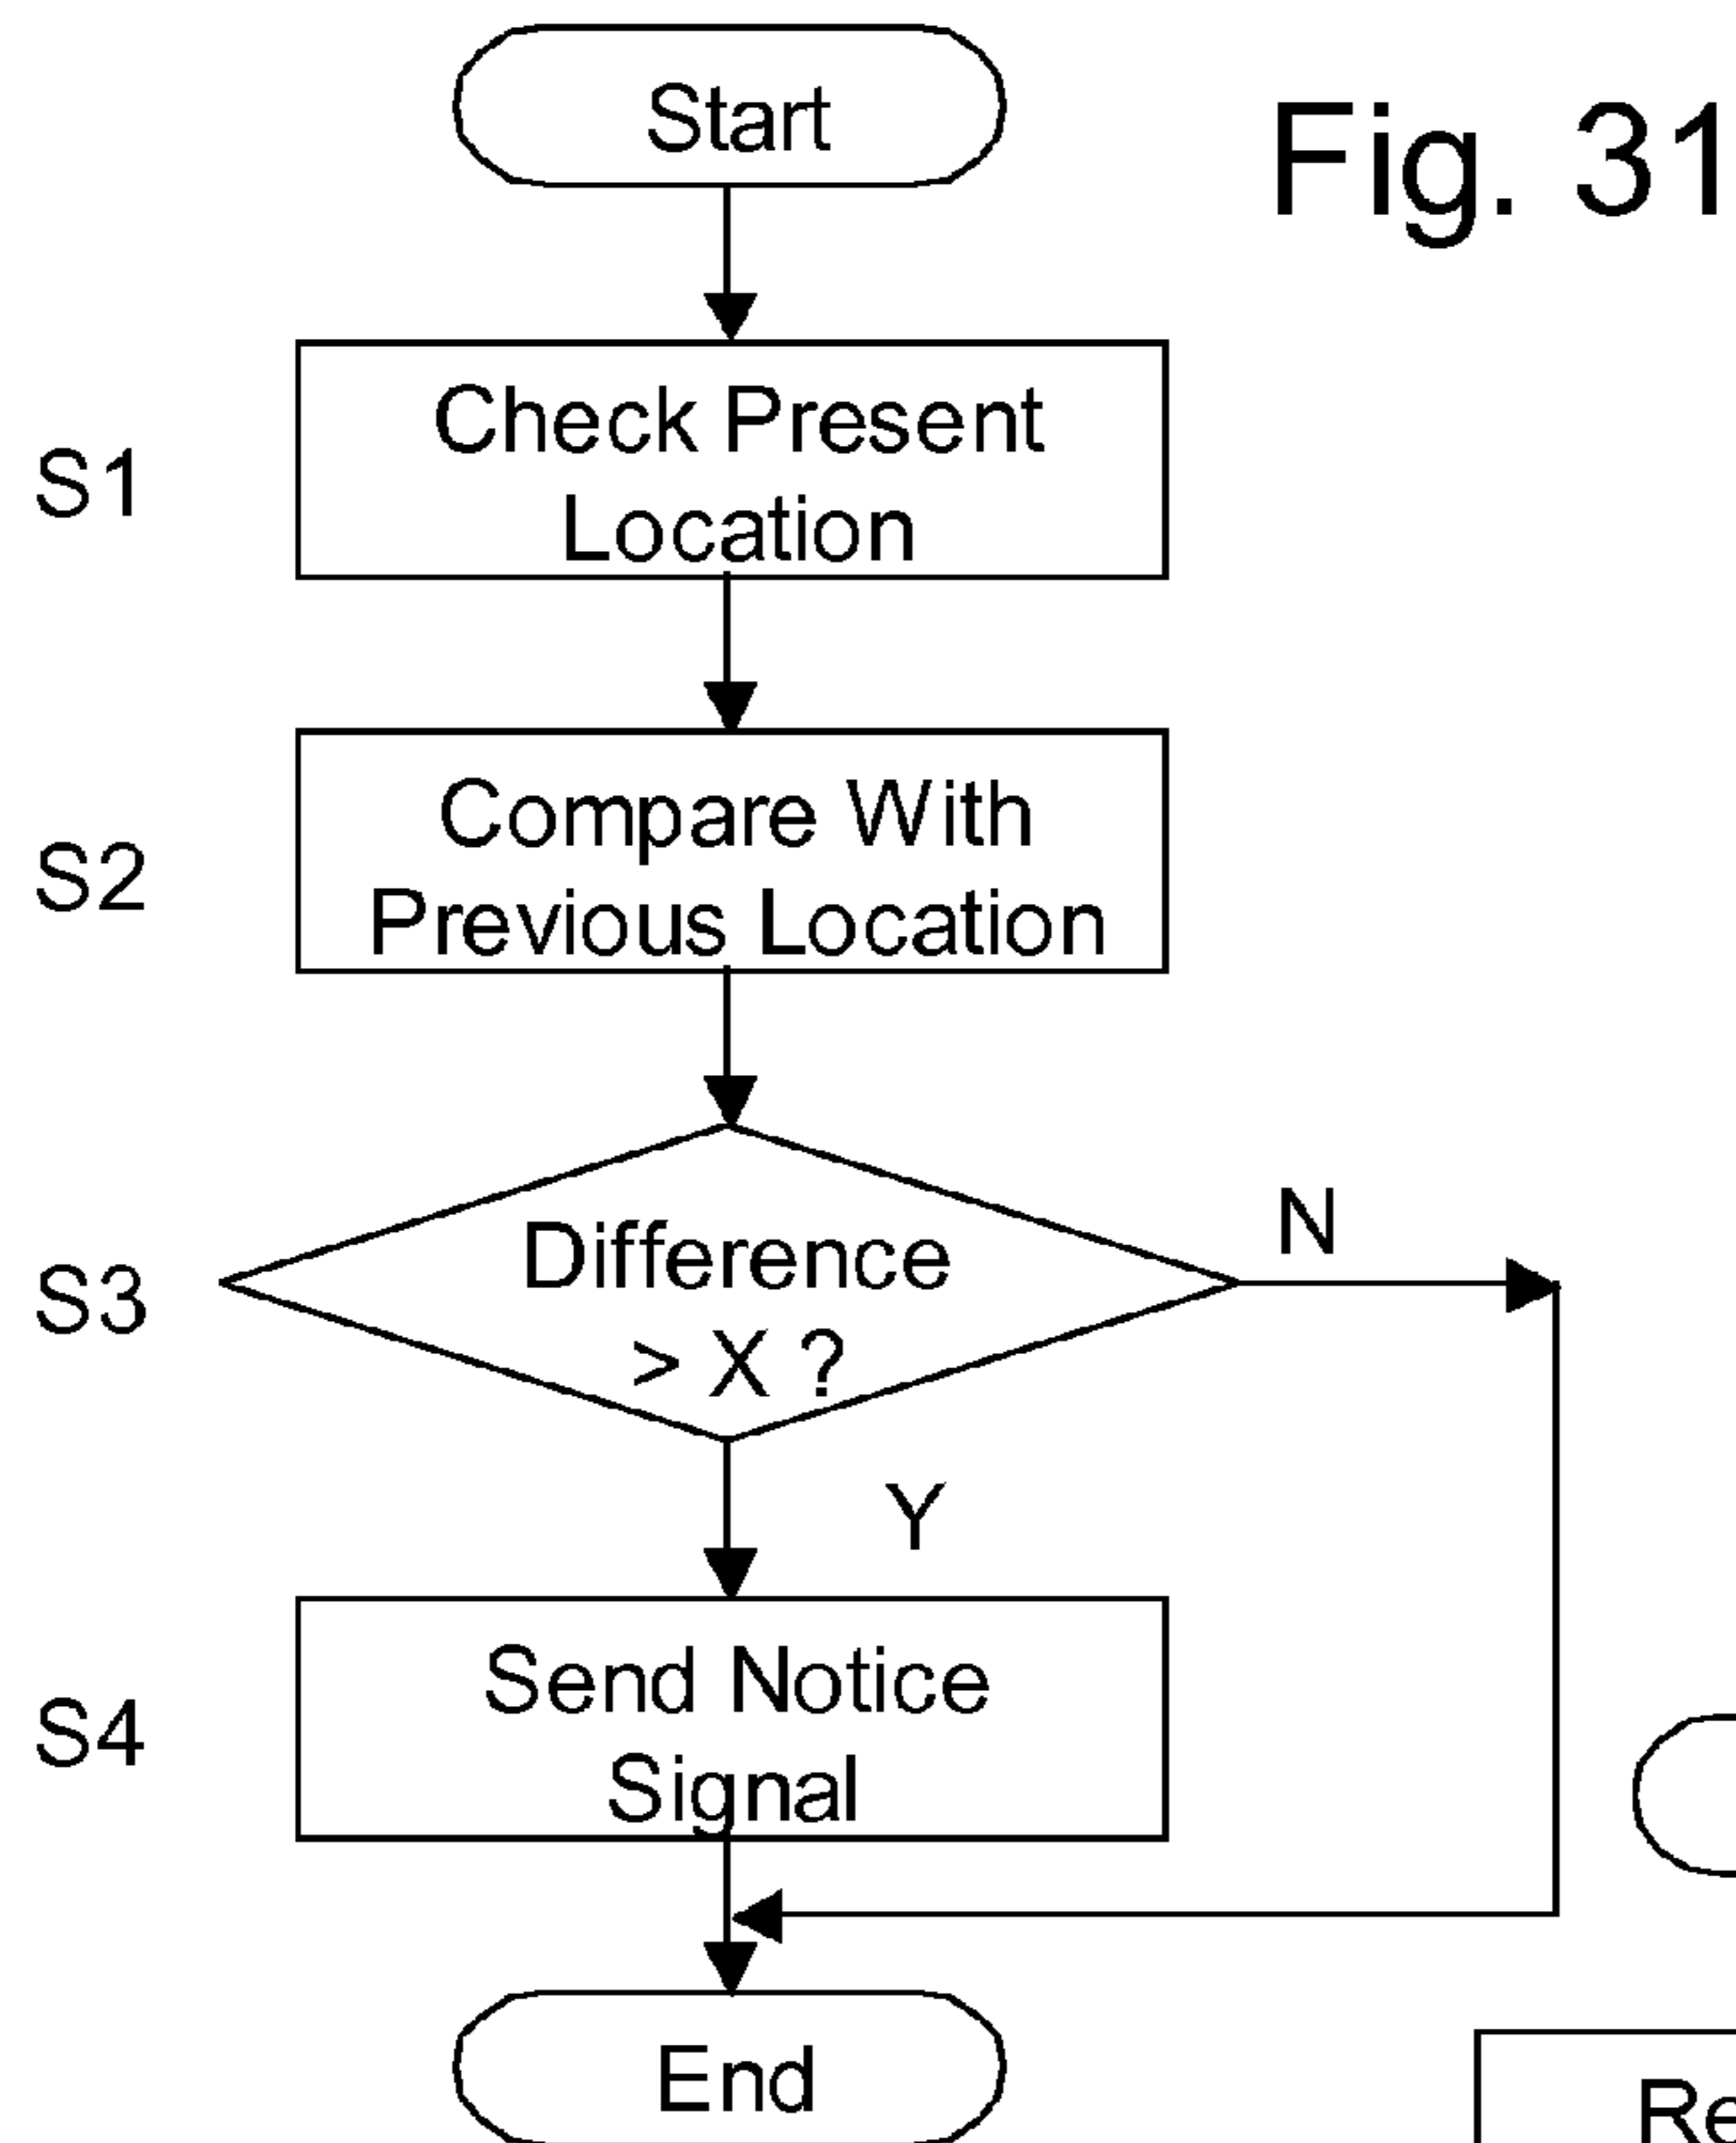 Start
Fig. 31
S1
Check Present
Location
S2
Compare With
Previous Location
S3
Difference
> X ?
N
Y
S4
Send Notice
Signal
End